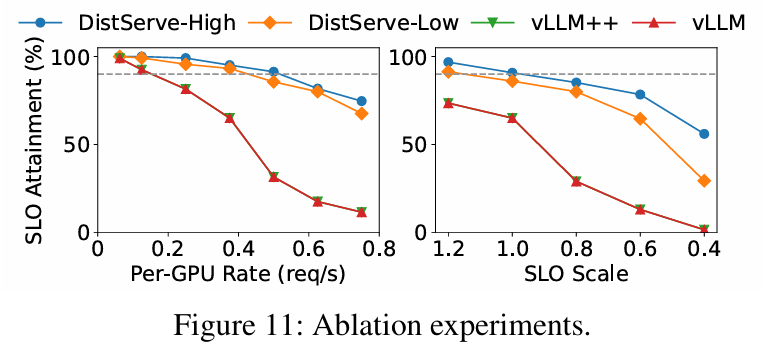 DistServe-High DistServe-Low vLLM++ vLLM
SLO Attainment (%)
100
50
0
0 0.2 0.4 0.6 0.8
Per-GPU Rate (req/s)
100
50
0
1.2 1.0 0.8 0.6 0.4
SLO Scale
Figure 11: Ablation experiments.